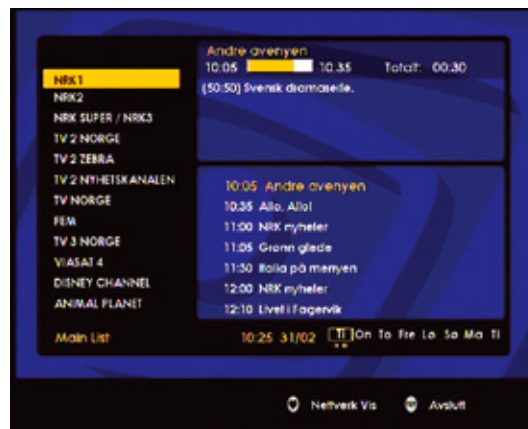 Andre avenyen
10:05 10:35 Totalt: 00:30
(50:50) Svensk dramaserie.
NRK1
NRK2
NRK SUPER / NRK3
TV 2 NORGE
TV 2 ZEBRA
TV 2 NYHETSKANALEN
TV NORGE
FEM
TV 3 NORGE
VIASAT 4
DISNEY CHANNEL
ANIMAL PLANET
10:05 Andre avenyen
10:35 Allo, Allo!
11:00 NRK nyheter
11:05 Grønn glede
11:30 Italia på menyen
12:00 NRK nyheter
12:10 Livet i Fagervik
Main List 10:25 31/02 Ti On To Fre Lø Sø Ma Ti
Nettverk Vis Avslutt